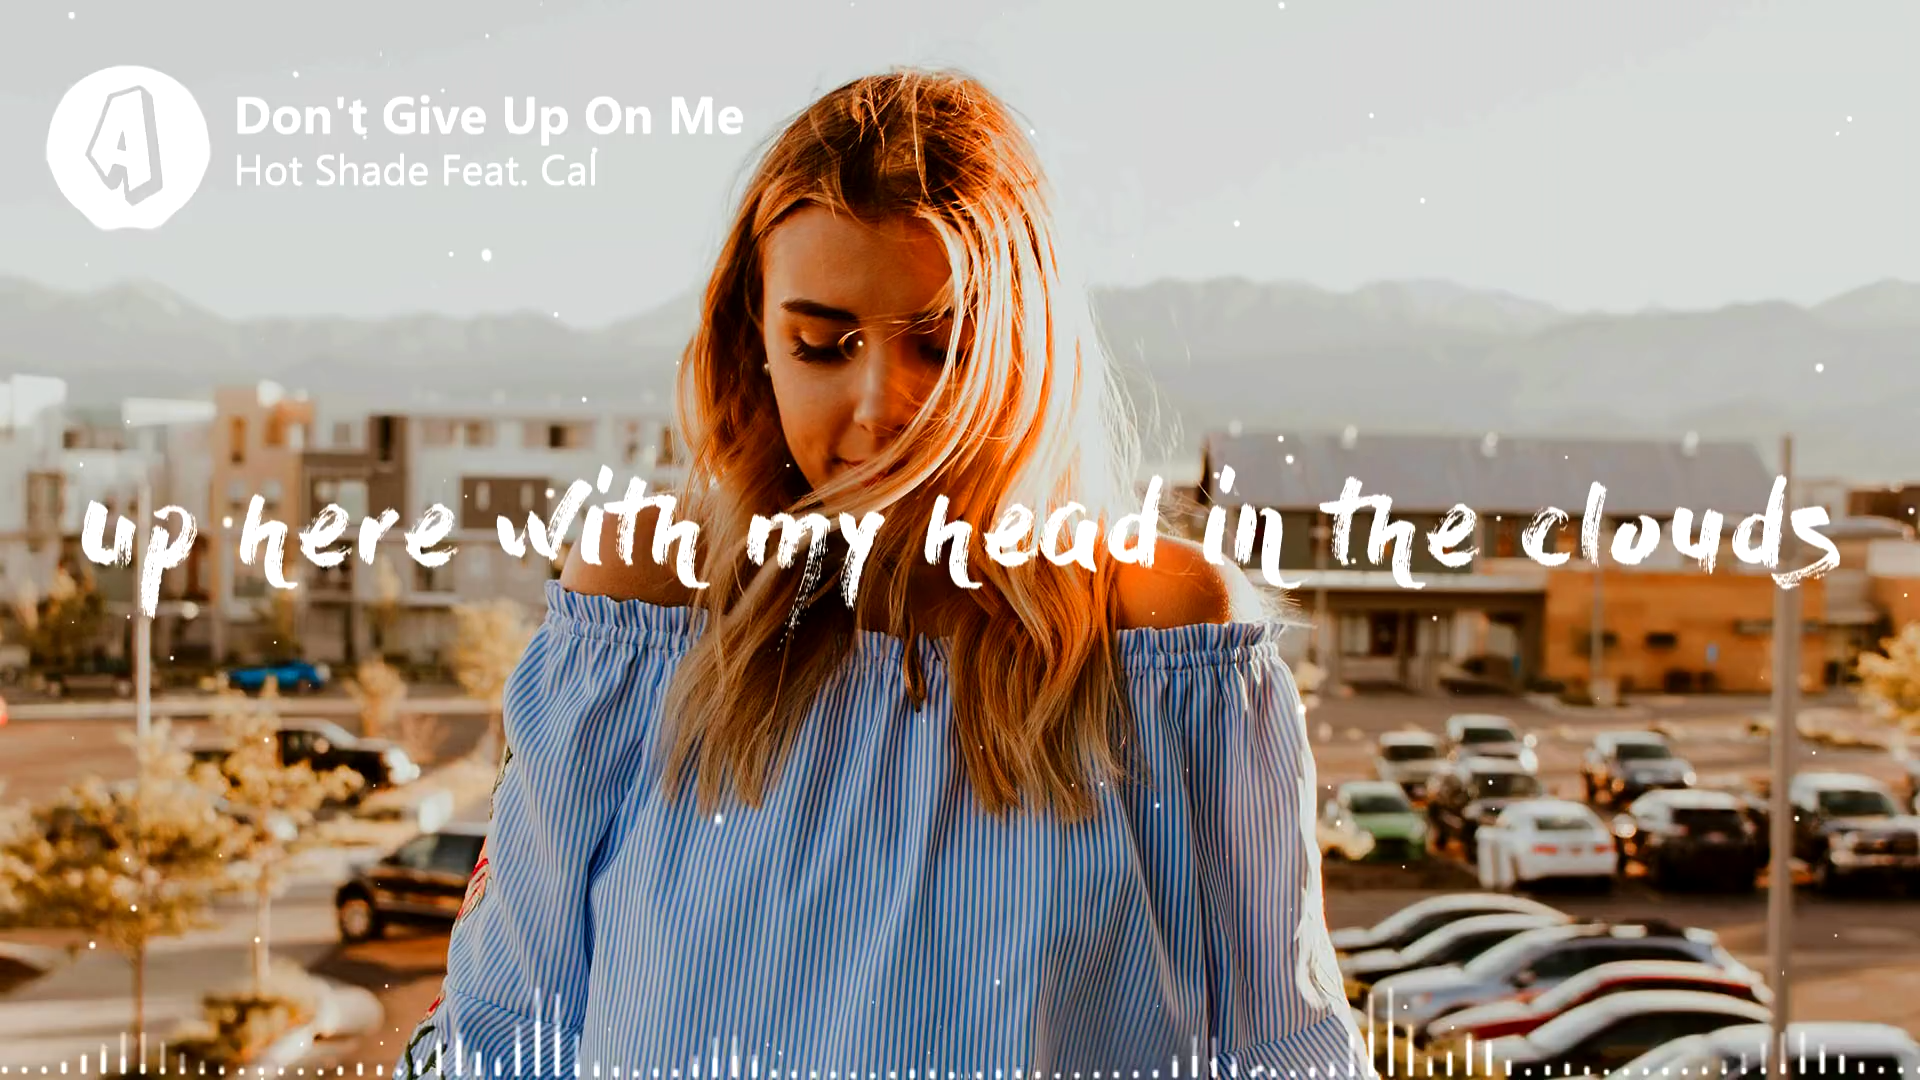 A
Don't Give Up On Me
Hot Shade Feat. Cal
up here with my head in the clouds